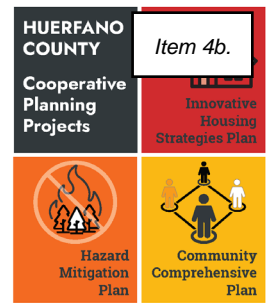 HUERFANO
COUNTY
Cooperative
Planning
Projects
Item 4b.
Innovative
Housing
Strategies Plan
Hazard
Mitigation
Plan
Community
Comprehensive
Plan